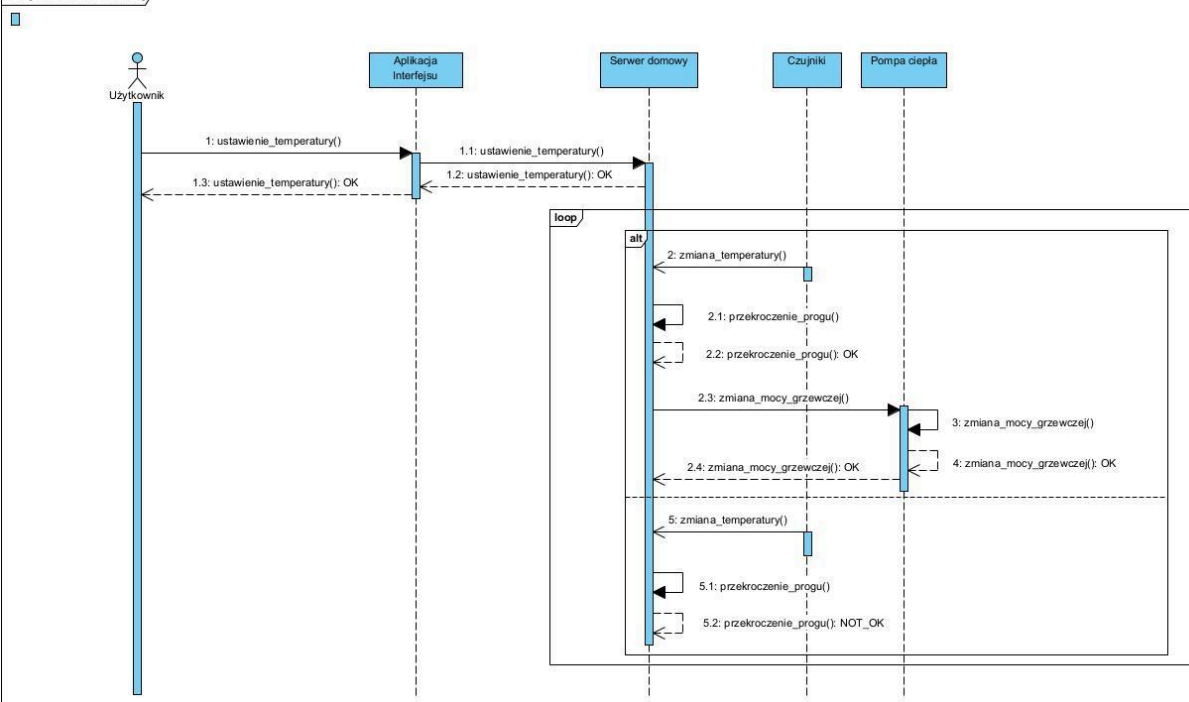 Użytkownik
Aplikacja
Interfejsu
Serwer domowy
Czujniki
Pompa ciepła
1: ustawienie_temperatury()
1.1: ustawienie_temperatury()
1.2: ustawienie_temperatury(): OK
1.3: ustawienie_temperatury(): OK
loop
alt
2: zmiana_temperatury()
2.1: przekroczenie_progu()
2.2: przekroczenie_progu(): OK
2.3: zmiana_mocy_grzewczej()
3: zmiana_mocy_grzewczej()
4: zmiana_mocy_grzewczej(): OK
2.4: zmiana_mocy_grzewczej(): OK
5: zmiana_temperatury()
5.1: przekroczenie_progu()
5.2: przekroczenie_progu(): NOT_OK